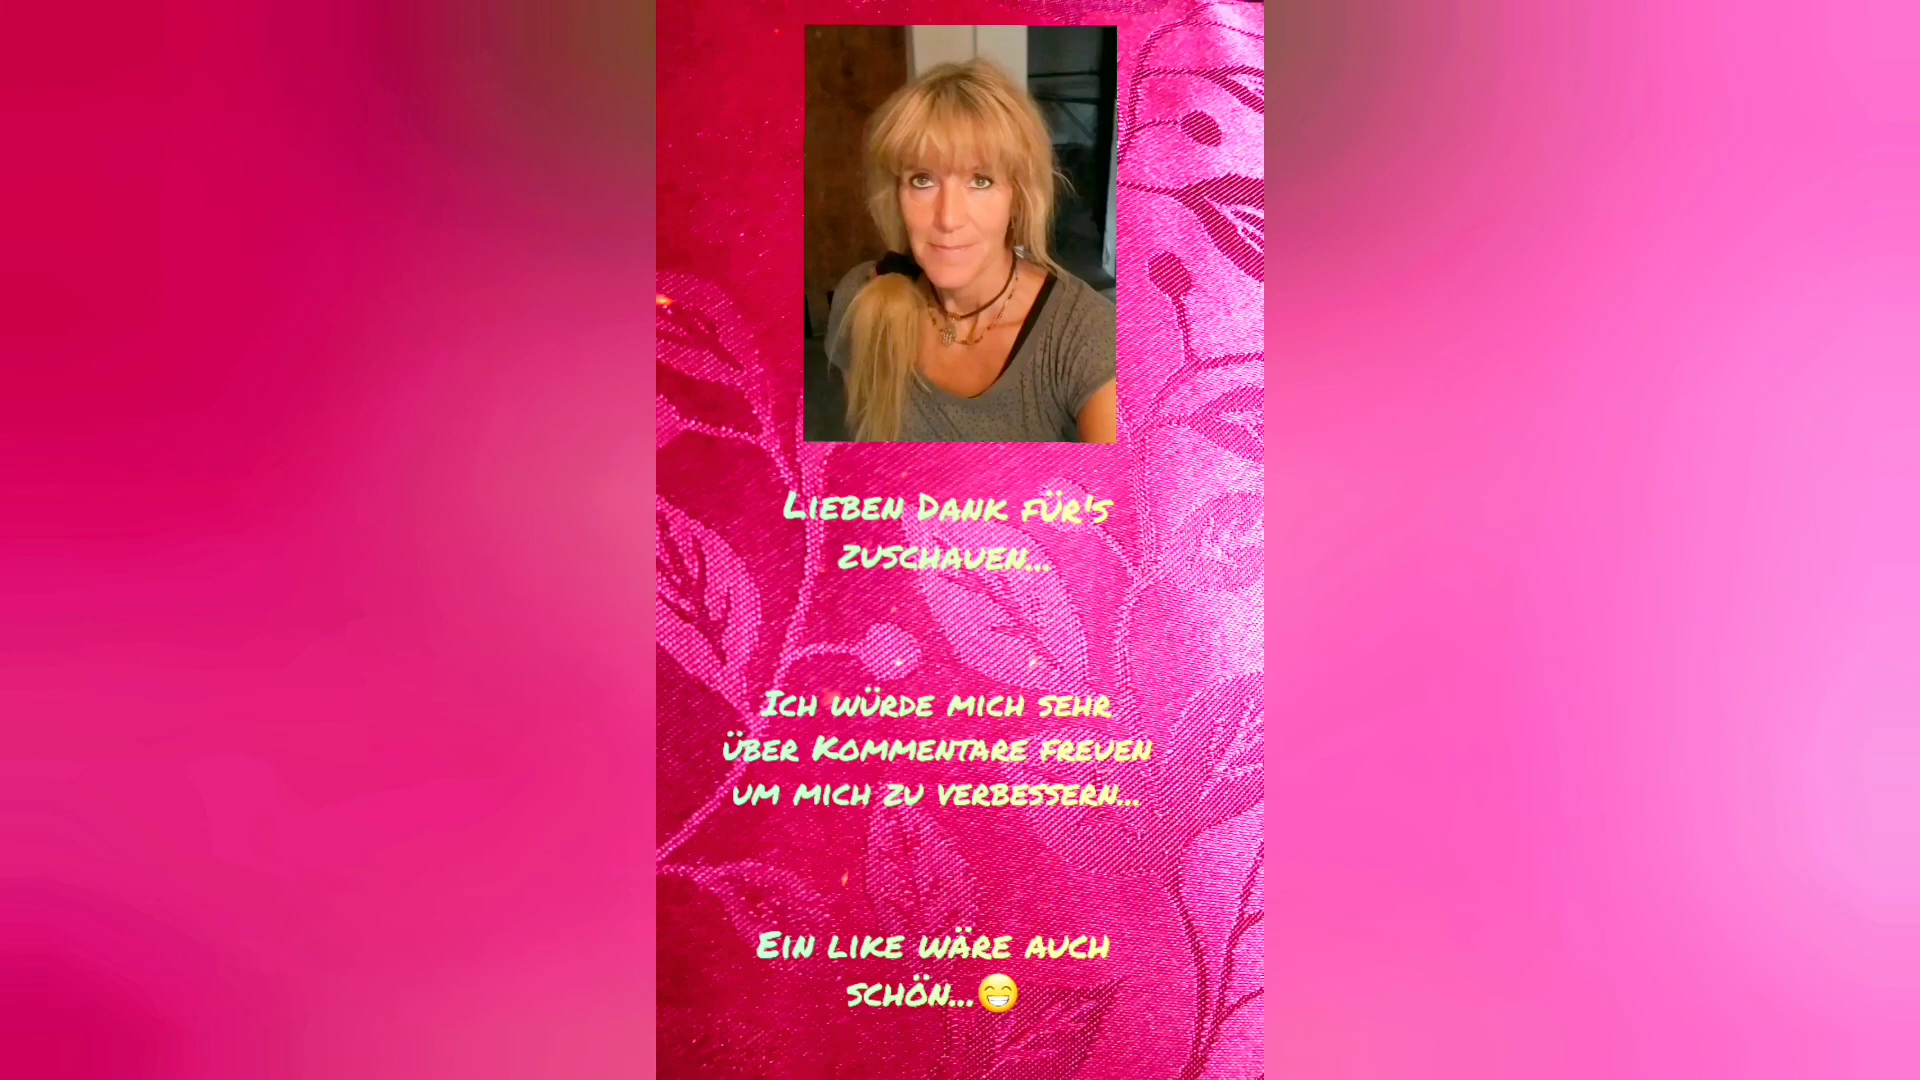 Lieben Dank für's
zuschauen...
Ich würde mich sehr
über Kommentare freuen
um mich zu verbessern...
Ein like wäre auch
schön...😁